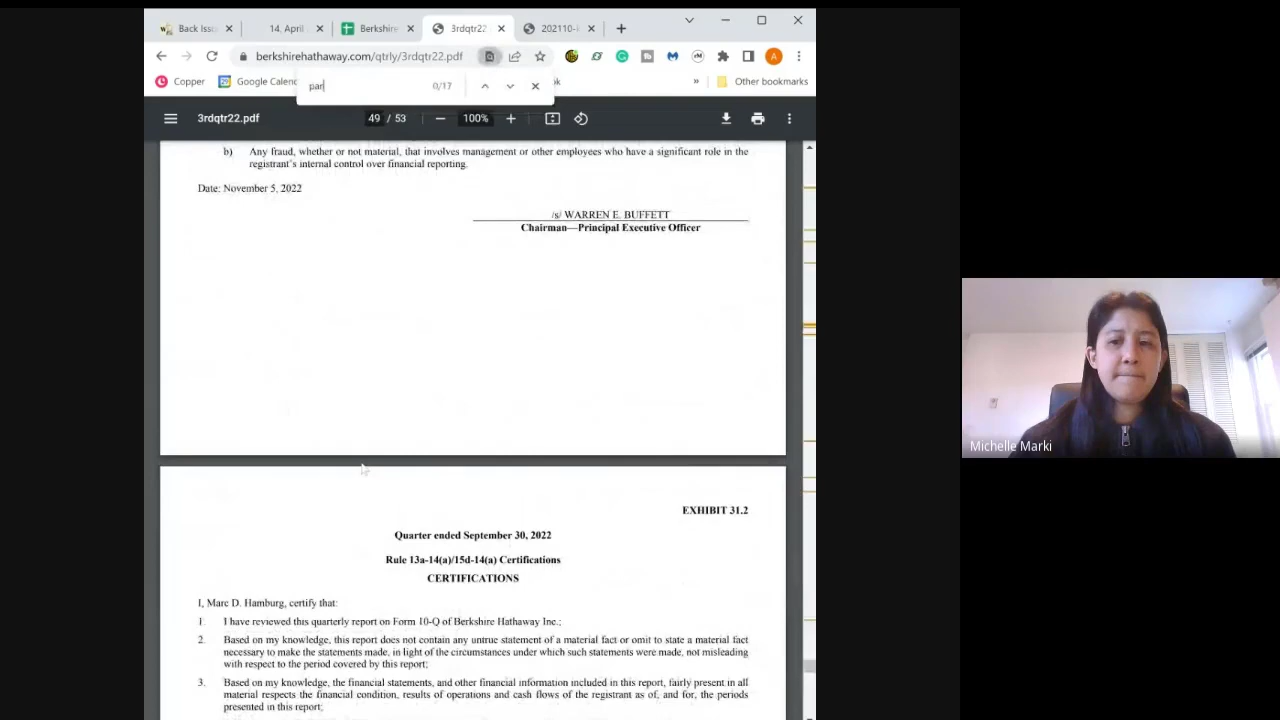 Back Issu
14, April
Berkshire
3rdqtr22
202110-
berkshirehathaway.com/qtrly/3rdqtr22.pdf
A
Copper
Google Calend
par
0/17
k
»
Other bookmarks
3rdqtr22.pdf
49 / 53
100%
b) Any fraud, whether or not material, that involves management or other employees who have a significant role in the
registrant's internal control over financial reporting.
Date: November 5, 2022
/s/ WARREN E. BUFFETT
Chairman—Principal Executive Officer
EXHIBIT 31.2
Quarter ended September 30, 2022
Rule 13a-14(a)/15d-14(a) Certifications
CERTIFICATIONS
I, Marc D. Hamburg, certify that:
1. I have reviewed this quarterly report on Form 10-Q of Berkshire Hathaway Inc.;
2. Based on my knowledge, this report does not contain any untrue statement of a material fact or omit to state a material fact
necessary to make the statements made, in light of the circumstances under which such statements were made, not misleading
with respect to the period covered by this report;
3. Based on my knowledge, the financial statements, and other financial information included in this report, fairly present in all
material respects the financial condition, results of operations and cash flows of the registrant as of, and for, the periods
presented in this report;
Michelle Marki